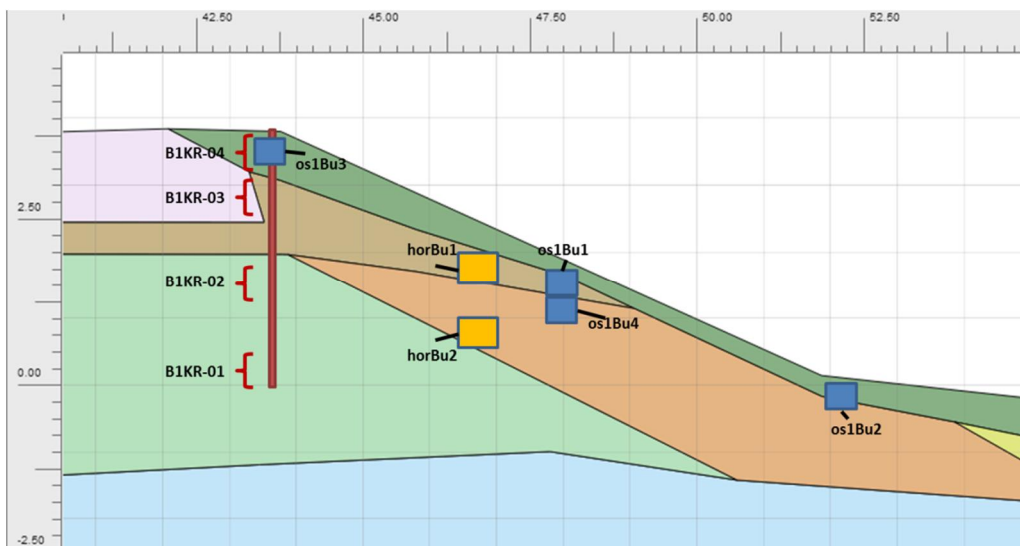 42.50 45.00 47.50 50.00 52.50
B1KR-04
os1Bu3
B1KR-03
2.50
horBu1 os1Bu1
B1KR-02
os1Bu4
horBu2
0.00
B1KR-01
os1Bu2
-2.50